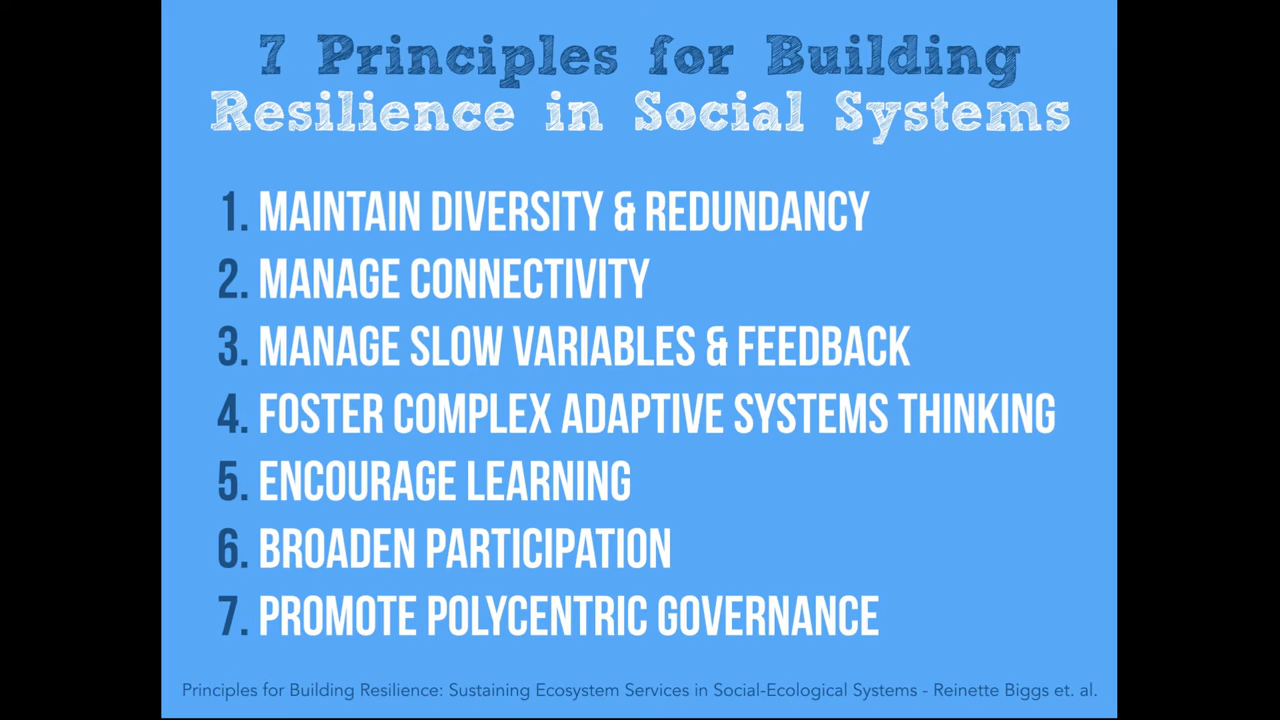 7 Principles for Building
Resilience in Social Systems
1. MAINTAIN DIVERSITY & REDUNDANCY
2. MANAGE CONNECTIVITY
3. MANAGE SLOW VARIABLES & FEEDBACK
4. FOSTER COMPLEX ADAPTIVE SYSTEMS THINKING
5. ENCOURAGE LEARNING
6. BROADEN PARTICIPATION
7. PROMOTE POLYCENTRIC GOVERNANCE
Principles for Building Resilience: Sustaining Ecosystem Services in Social-Ecological Systems - Reinette Biggs et. al.